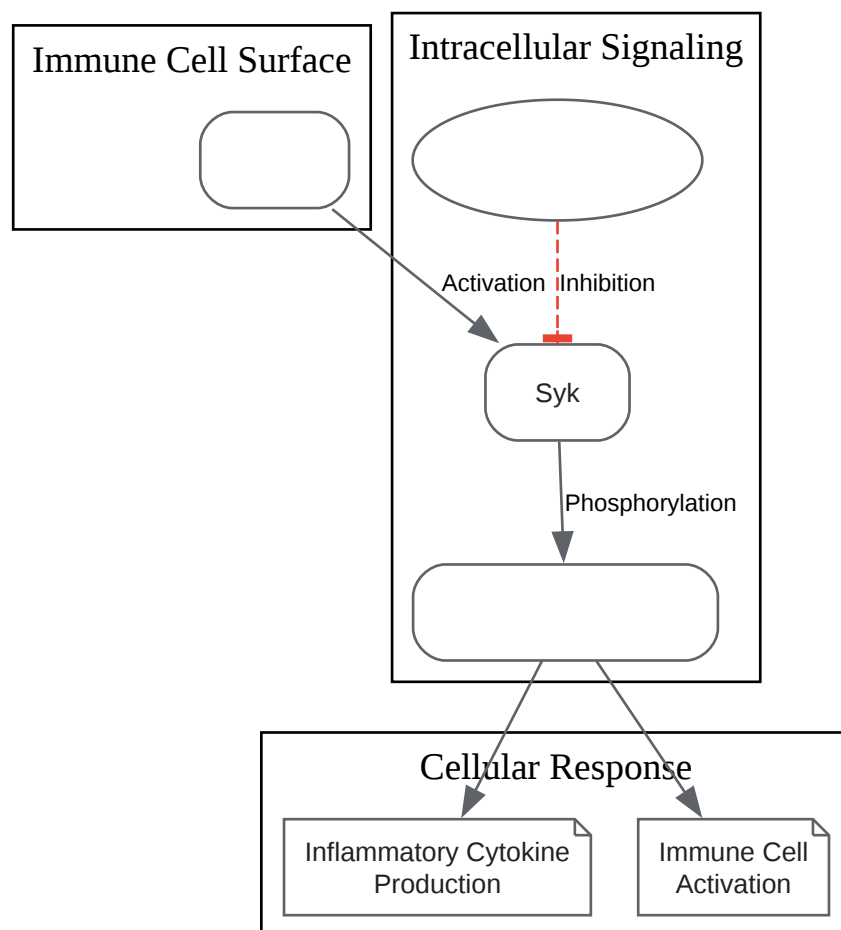 Immune Cell Surface
Intracellular Signaling
Activation
Inhibition
Syk
Phosphorylation
Cellular Response
Inflammatory Cytokine
Production
Immune Cell
Activation